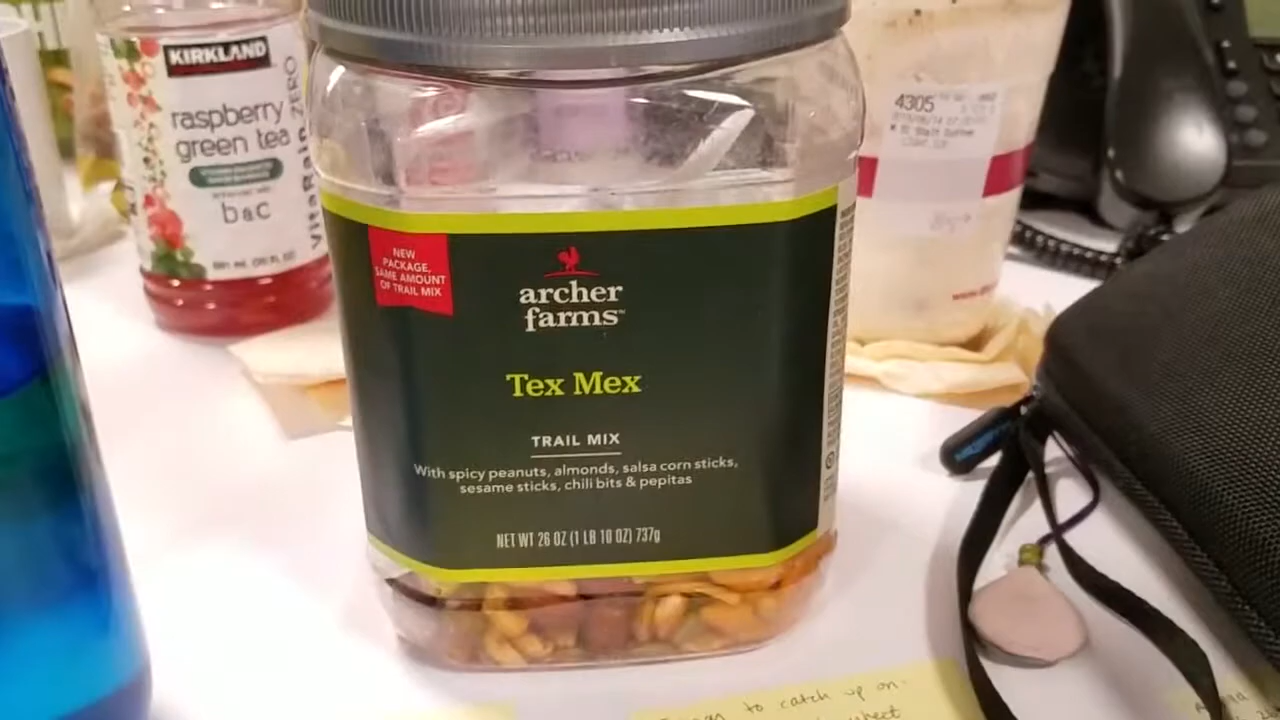 KIRKLAND
raspberry
green tea
b&c
ZERO
VitaRain
archer
farms™
NEW
PACKAGE,
SAME AMOUNT
OF TRAIL MIX
Tex Mex
TRAIL MIX
With spicy peanuts, almonds, salsa corn sticks,
sesame sticks, chili bits & pepitas
NET WT 26 OZ (1 LB 10 OZ) 737g
4305
to catch up on